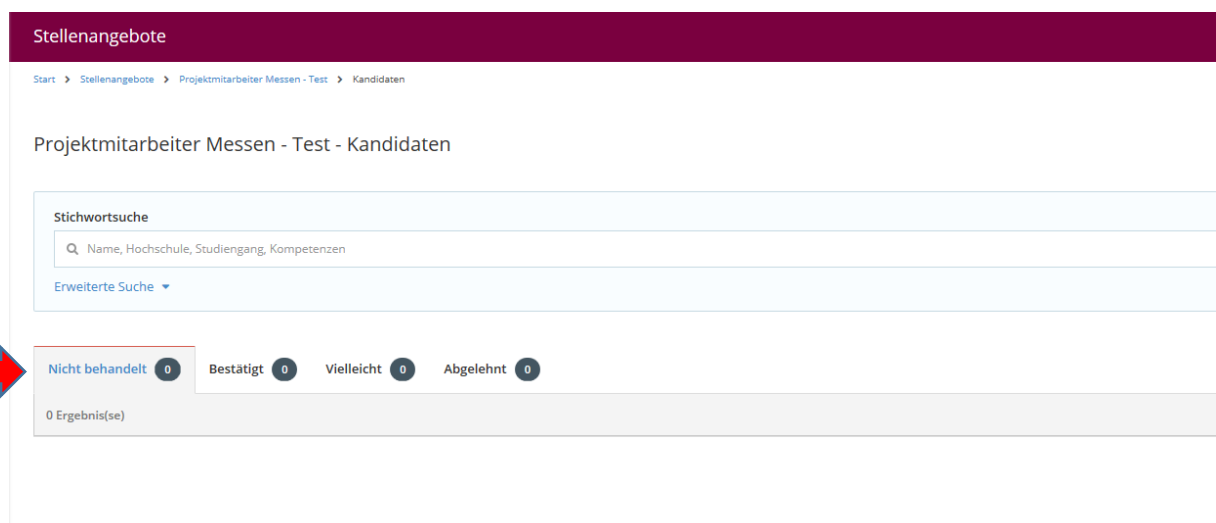 Stellenangebote
Start > Stellenangebote > Projektmitarbeiter Messen - Test > Kandidaten
Projektmitarbeiter Messen - Test - Kandidaten
Stichwortsuche
Name, Hochschule, Studiengang, Kompetenzen
Erweiterte Suche
Nicht behandelt 0 Bestätigt 0 Vielleicht 0 Abgelehnt 0
0 Ergebnis(se)